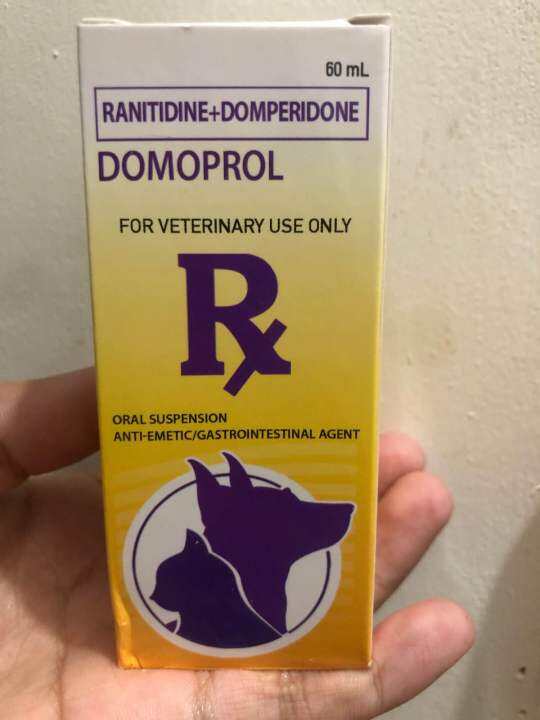 60 mL
RANITIDINE+DOMPERIDONE
DOMOPROL
FOR VETERINARY USE ONLY
Rx
ORAL SUSPENSION
ANTI-EMETIC/GASTROINTESTINAL AGENT